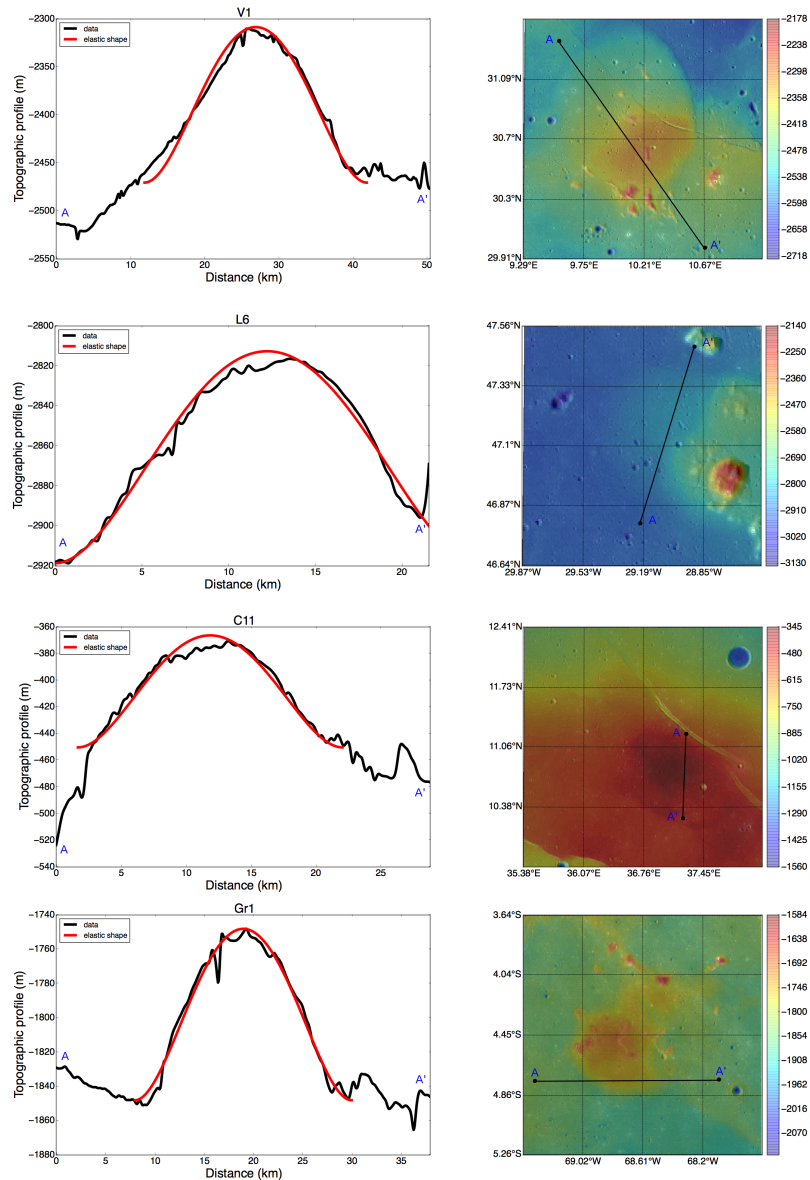 V1
Topographic profile (m)
−2300
−2350
−2400
−2450
−2500
−2550
data
elastic shape
A
A'
0 10 20 30 40 50
Distance (km)
A
A'
31.09°N
30.7°N
30.3°N
29.91°N
9.29°E 9.75°E 10.21°E 10.67°E
−2178
−2238
−2298
−2358
−2418
−2478
−2538
−2598
−2658
−2718
L6
Topographic profile (m)
−2800
−2820
−2840
−2860
−2880
−2900
−2920
data
elastic shape
A
A'
0 5 10 15 20
Distance (km)
47.56°N
47.33°N
47.1°N
46.87°N
46.64°N
A'
A
29.87°W 29.53°W 29.19°W 28.85°W
−2140
−2250
−2360
−2470
−2580
−2690
−2800
−2910
−3020
−3130
C11
Topographic profile (m)
−360
−380
−400
−420
−440
−460
−480
−500
−520
−540
data
elastic shape
A
A'
0 5 10 15 20 25
Distance (km)
12.41°N
11.73°N
11.06°N
10.38°N
A
A'
35.38°E 36.07°E 36.76°E 37.45°E
−345
−480
−615
−750
−885
−1020
−1155
−1290
−1425
−1560
Gr1
Topographic profile (m)
−1740
−1760
−1780
−1800
−1820
−1840
−1860
−1880
data
elastic shape
A
A'
0 5 10 15 20 25 30 35
Distance (km)
3.64°S
4.04°S
4.45°S
4.86°S
5.26°S
A
A'
69.02°W 68.61°W 68.2°W
−1584
−1638
−1692
−1746
−1800
−1854
−1908
−1962
−2016
−2070